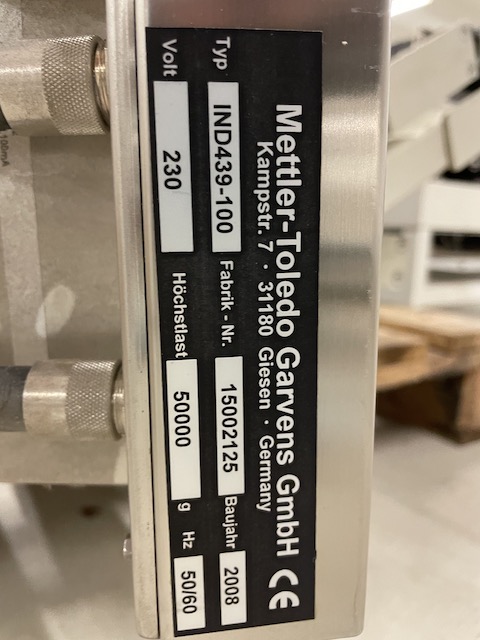 Mettler-Toledo Garvens GmbH CE
Kampstr. 7 · 31180 Giesen · Germany
Typ IND439-100 Fabrik - Nr. 15002125 Baujahr 2008
Volt 230 Höchstlast 50000 g Hz 50/60